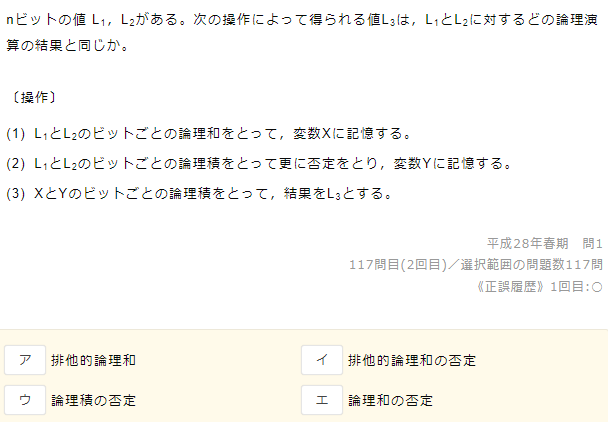 nビットの値 L₁，L₂がある。次の操作によって得られる値L₃は，L₁とL₂に対するどの論理演
算の結果と同じか。
〔操作〕
(1) L₁とL₂のビットごとの論理和をとって，変数Xに記憶する。
(2) L₁とL₂のビットごとの論理積をとって更に否定をとり，変数Yに記憶する。
(3) XとYのビットごとの論理積をとって，結果をL₃とする。
平成28年春期　問1
117問目(2回目)／選択範囲の問題数117問
《正誤履歴》1回目:○
ア 排他的論理和
イ 排他的論理和の否定
ウ 論理積の否定
エ 論理和の否定